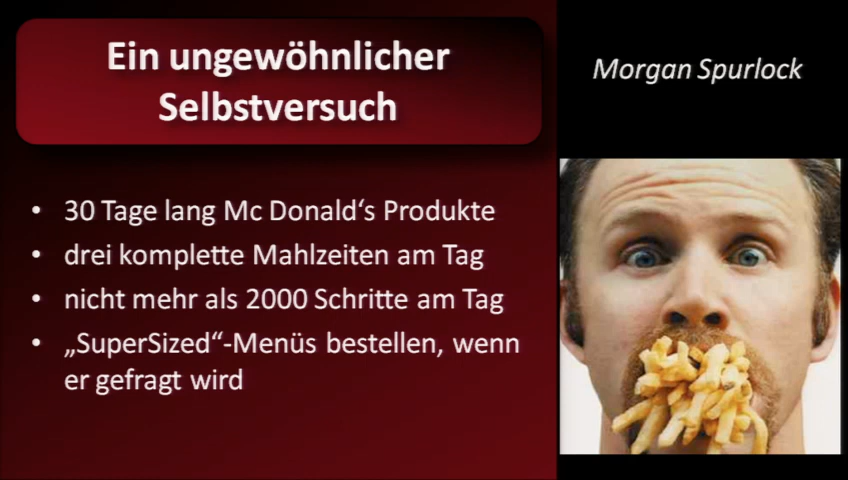 Ein ungewöhnlicher
Selbstversuch
Morgan Spurlock
• 30 Tage lang Mc Donald‘s Produkte
• drei komplette Mahlzeiten am Tag
• nicht mehr als 2000 Schritte am Tag
• „SuperSized“-Menüs bestellen, wenn
er gefragt wird